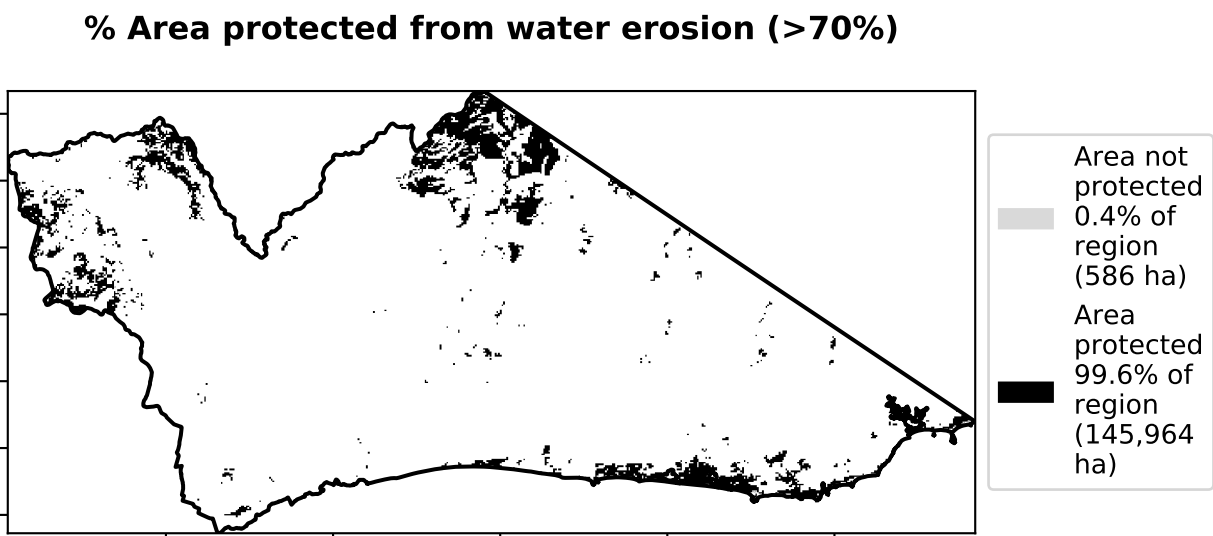 % Area protected from water erosion (>70%)
Area not
protected
0.4% of
region
(586 ha)
Area
protected
99.6% of
region
(145,964
ha)